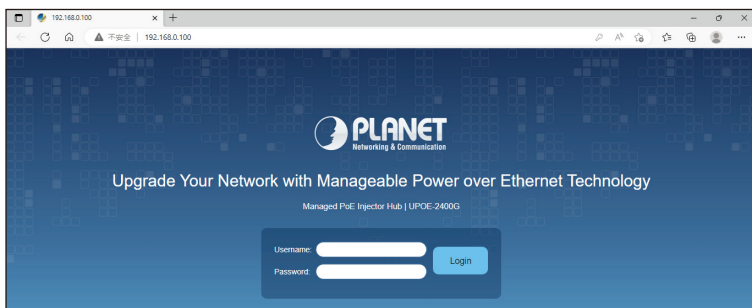 192.168.0.100
不安全 192.168.0.100
PLANET
Networking & Communication
Upgrade Your Network with Manageable Power over Ethernet Technology
Managed PoE Injector Hub | UPOE-2400G
Username:
Login
Password: